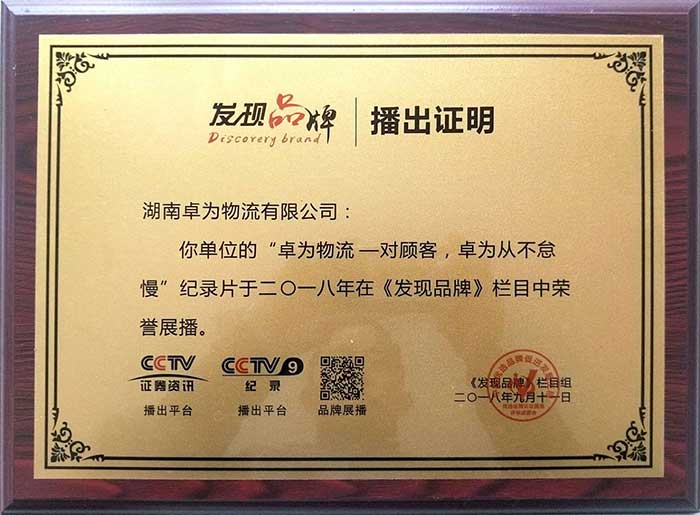 发现品牌 播出证明
Discovery brand
湖南卓为物流有限公司：
你单位的“卓为物流 —对顾客，卓为从不怠
慢”纪录片于二〇一八年在《发现品牌》栏目中荣
誉展播。
CCTV CCTV 9
证券资讯 纪录
播出平台 播出平台 品牌展播
《发现品牌》栏目组
二〇一八年九月十一日